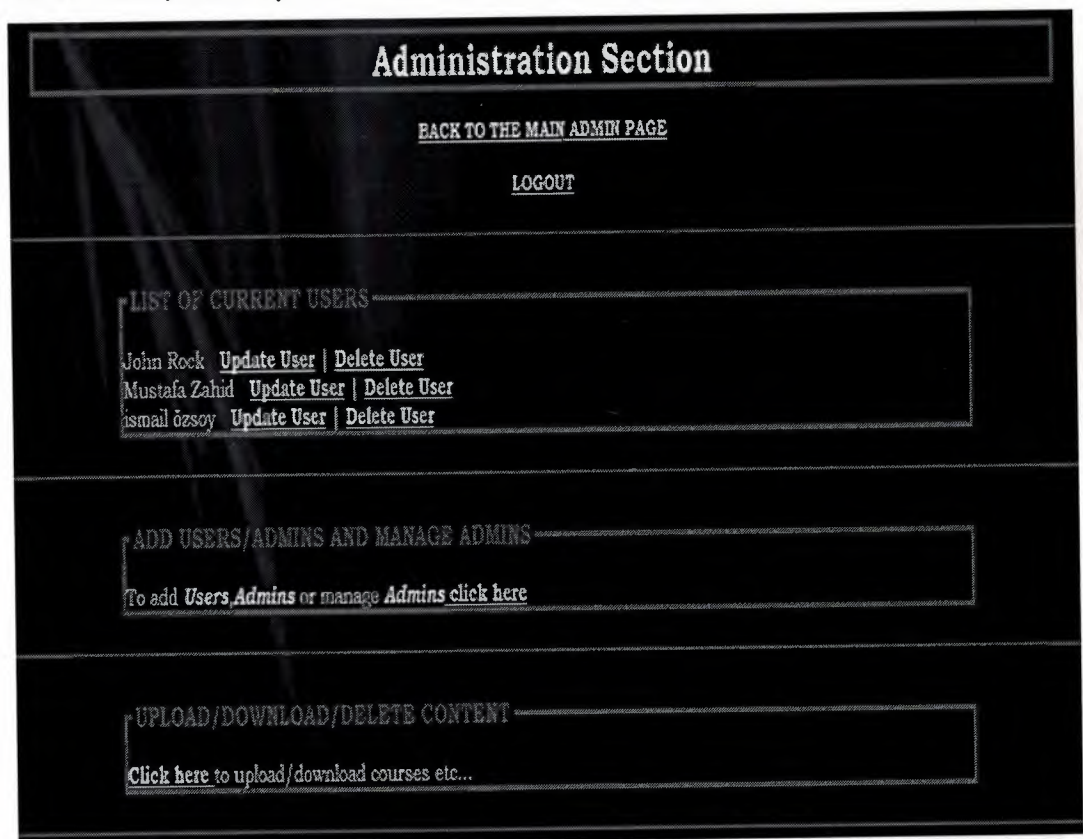 Administration Section
BACK TO THE MAIN ADMIN PAGE
LOGOUT
LIST OF CURRENT USERS
John Rock Update User | Delete User
Mustafa Zahid Update User | Delete User
ismail özsoy Update User | Delete User
ADD USERS/ADMINS AND MANAGE ADMINS
To add Users,Admins or manage Admins click here
UPLOAD/DOWNLOAD/DELETE CONTENT
Click here to upload/download courses etc...